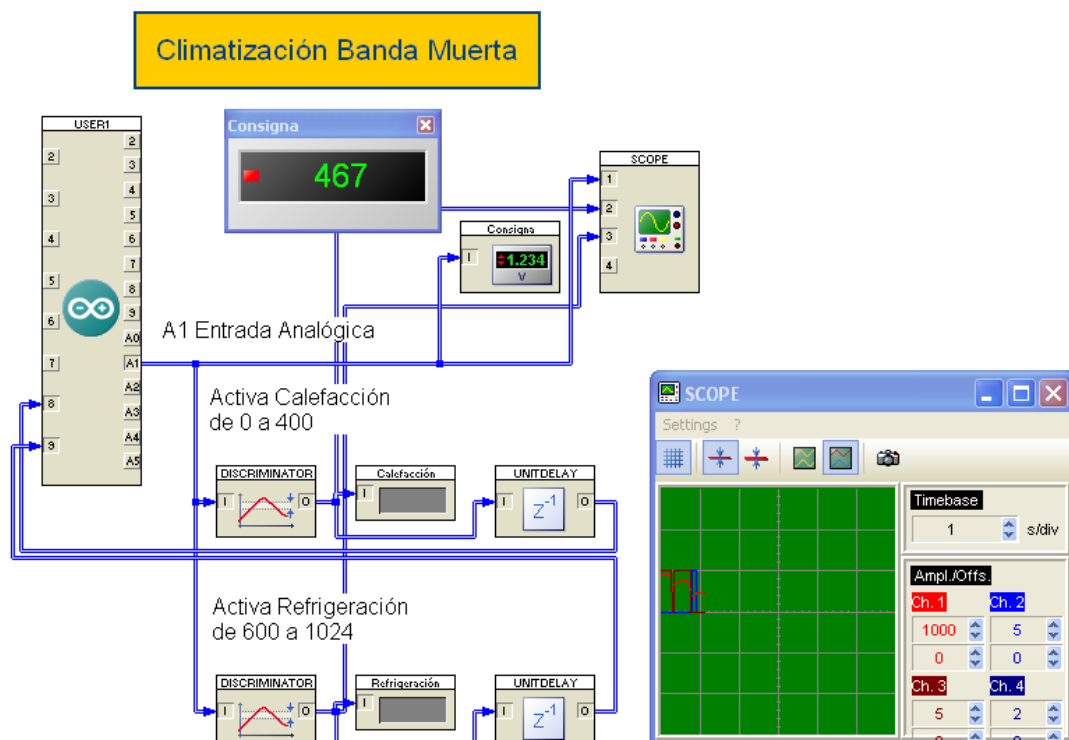 Climatización Banda Muerta
USER1
2
3
4
5
6
7
8
9
2
3
4
5
6
7
8
9
A0
A1
A2
A3
A4
A5
Consigna
467
SCOPE
1
2
3
4
Consigna
I
1.234
V
A1 Entrada Analógica
Activa Calefacción
de 0 a 400
DISCRIMINATOR
I
O
Calefacción
I
UNITDELAY
I
Z-1
O
Activa Refrigeración
de 600 a 1024
DISCRIMINATOR
I
O
Refrigeración
I
UNITDELAY
I
Z-1
O
SCOPE
Settings ?
Timebase
1 s/div
Ampl./Offs.
Ch. 1 Ch. 2
1000 5
0 0
Ch. 3 Ch. 4
5 2